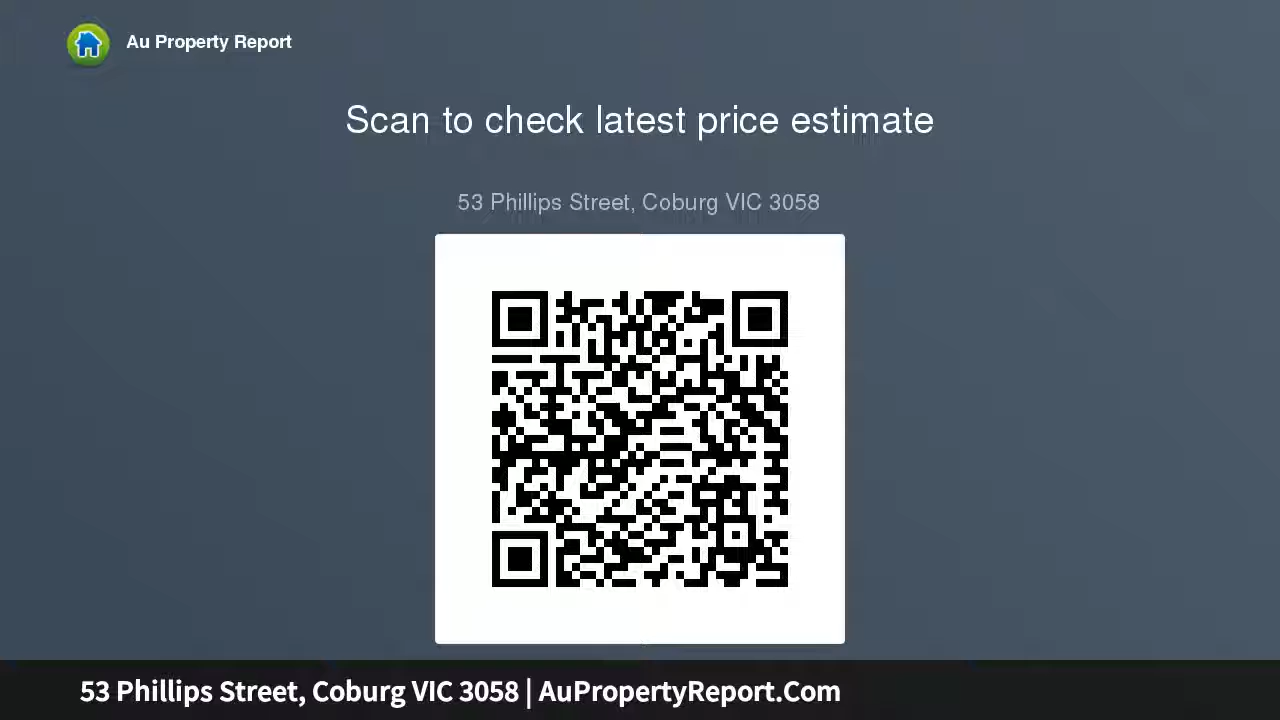 Au Property Report
Scan to check latest price estimate
53 Phillips Street, Coburg VIC 3058
53 Phillips Street, Coburg VIC 3058 | AuPropertyReport.Com